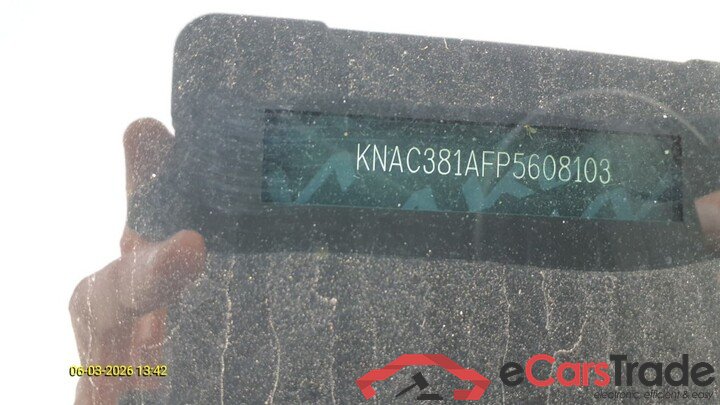 KNAC381AFP5608103
06-03-2026 13:42
eCarsTrade
electronic, efficient & easy